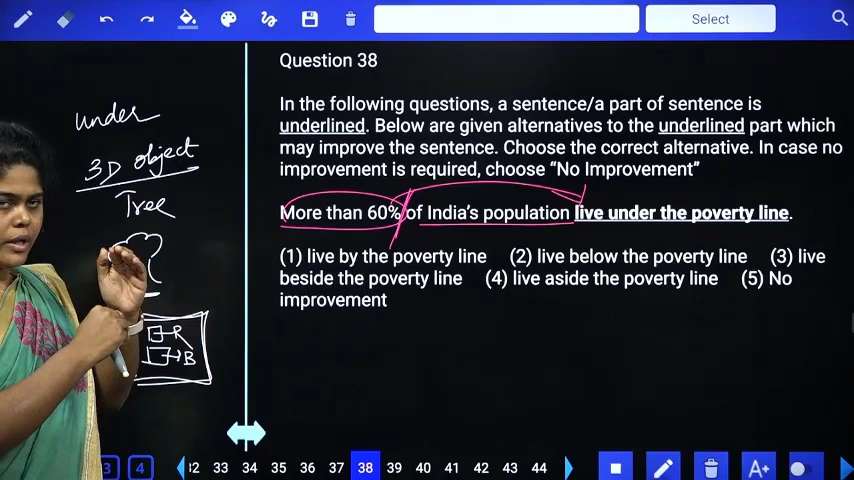 Select
Question 38
In the following questions, a sentence/a part of sentence is
underlined. Below are given alternatives to the underlined part which
may improve the sentence. Choose the correct alternative. In case no
improvement is required, choose “No Improvement”
More than 60% of India's population live under the poverty line.
(1) live by the poverty line (2) live below the poverty line (3) live
beside the poverty line (4) live aside the poverty line (5) No
improvement
under
3D object
Tree
R
B
3 4 32 33 34 35 36 37 38 39 40 41 42 43 44
A+